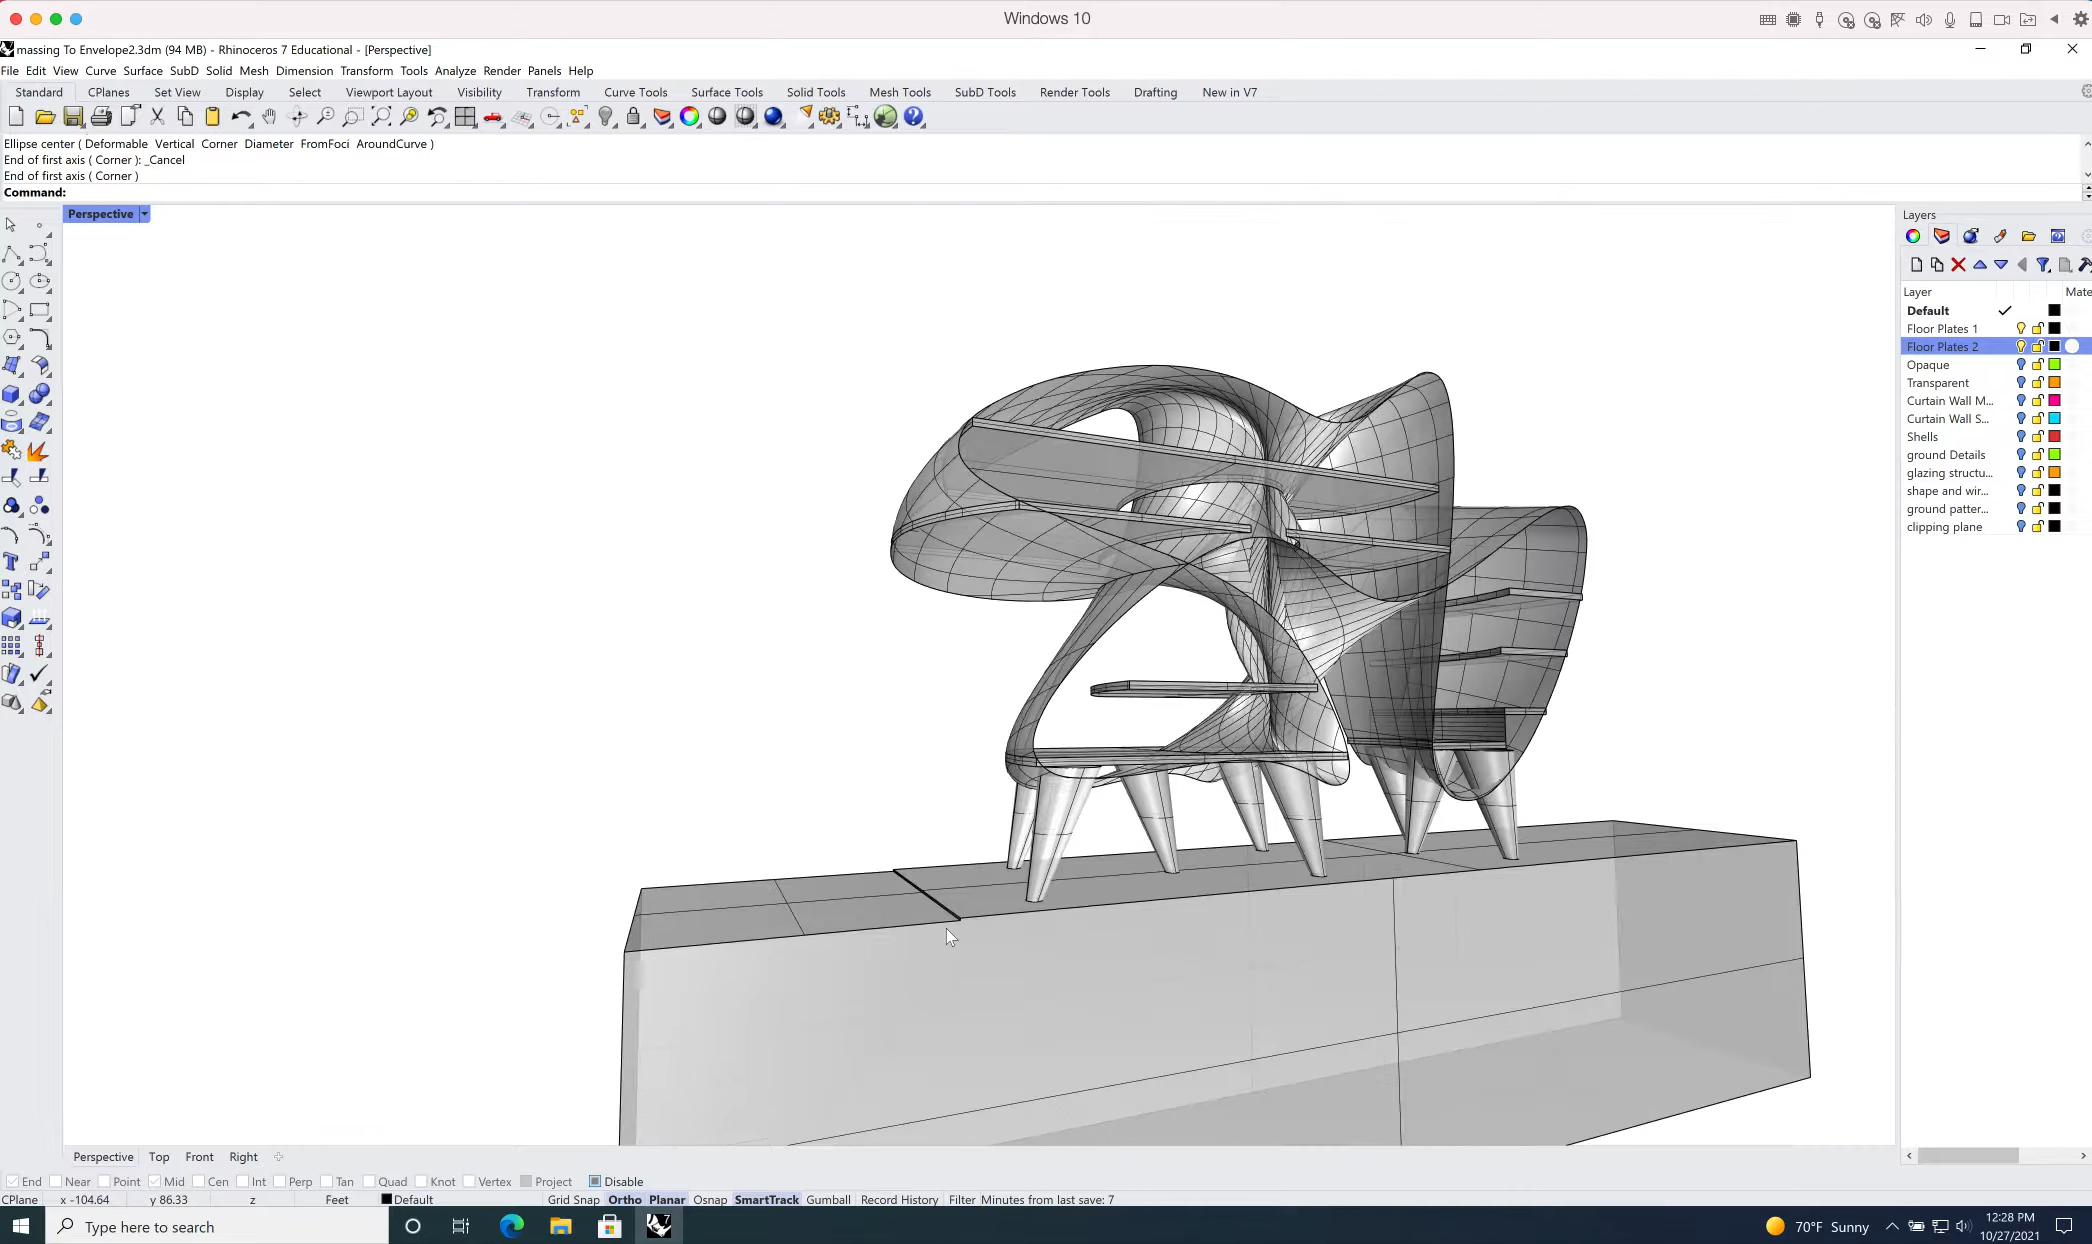 Windows 10
massing To Envelope2.3dm (94 MB) - Rhinoceros 7 Educational - [Perspective]
File Edit View Curve Surface SubD Solid Mesh Dimension Transform Tools Analyze Render Panels Help
Standard CPlanes Set View Display Select Viewport Layout Visibility Transform Curve Tools Surface Tools Solid Tools Mesh Tools SubD Tools Render Tools Drafting New in V7
Ellipse center ( Deformable Vertical Corner Diameter FromFoci AroundCurve )
End of first axis ( Corner ): _Cancel
End of first axis ( Corner )
Command:
Perspective
Layers
Layer Mate
Default
Floor Plates 1
Floor Plates 2
Opaque
Transparent
Curtain Wall M...
Curtain Wall S...
Shells
ground Details
glazing structu...
shape and wir...
ground patter...
clipping plane
Perspective Top Front Right
End Near Point Mid Cen Int Perp Tan Quad Knot Vertex Project Disable
CPlane x -104.64 y 86.33 z Feet Default Grid Snap Ortho Planar Osnap SmartTrack Gumball Record History Filter Minutes from last save: 7
Type here to search
70°F Sunny
12:28 PM
10/27/2021